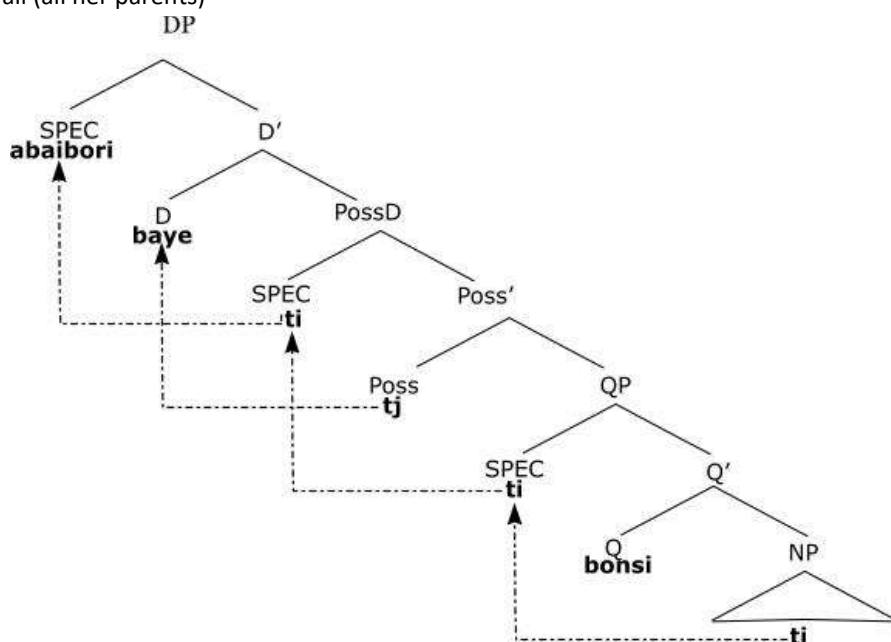 all (all her parents)
DP
SPEC
abaibori
D′
D
baye
PossD
SPEC
ti
Poss′
Poss
tj
QP
SPEC
ti
Q′
Q
bonsi
NP
ti